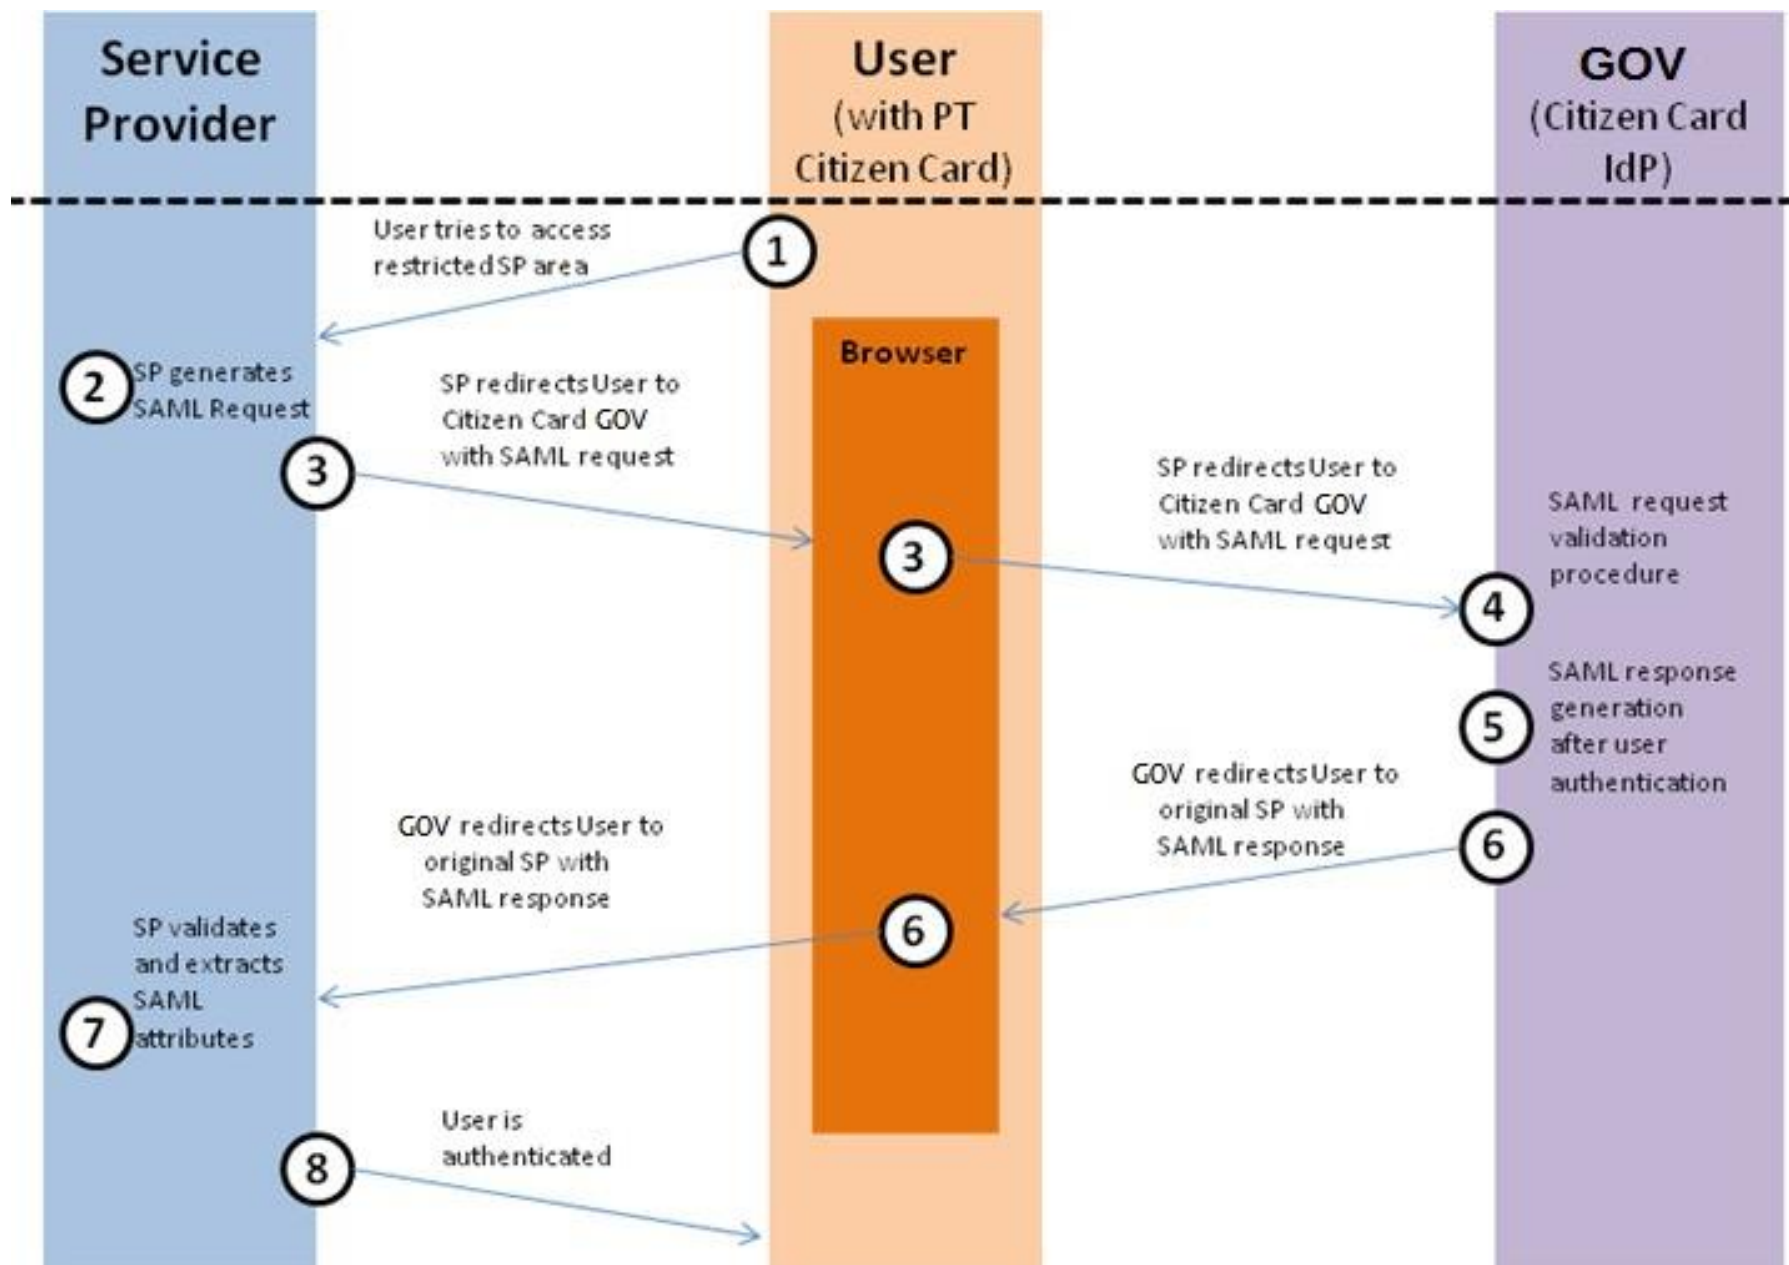 Service
Provider
User
(with PT
Citizen Card)
GOV
(Citizen Card
IdP)
User tries to access
restricted SP area
1
Browser
2
SP generates
SAML Request
SP redirects User to
Citizen Card GOV
with SAML request
3
3
SP redirects User to
Citizen Card GOV
with SAML request
SAML request
validation
procedure
4
SAML response
generation
after user
authentication
5
GOV redirects User to
original SP with
SAML response
6
GOV redirects User to
original SP with
SAML response
6
SP validates
and extracts
SAML
attributes
7
User is
authenticated
8